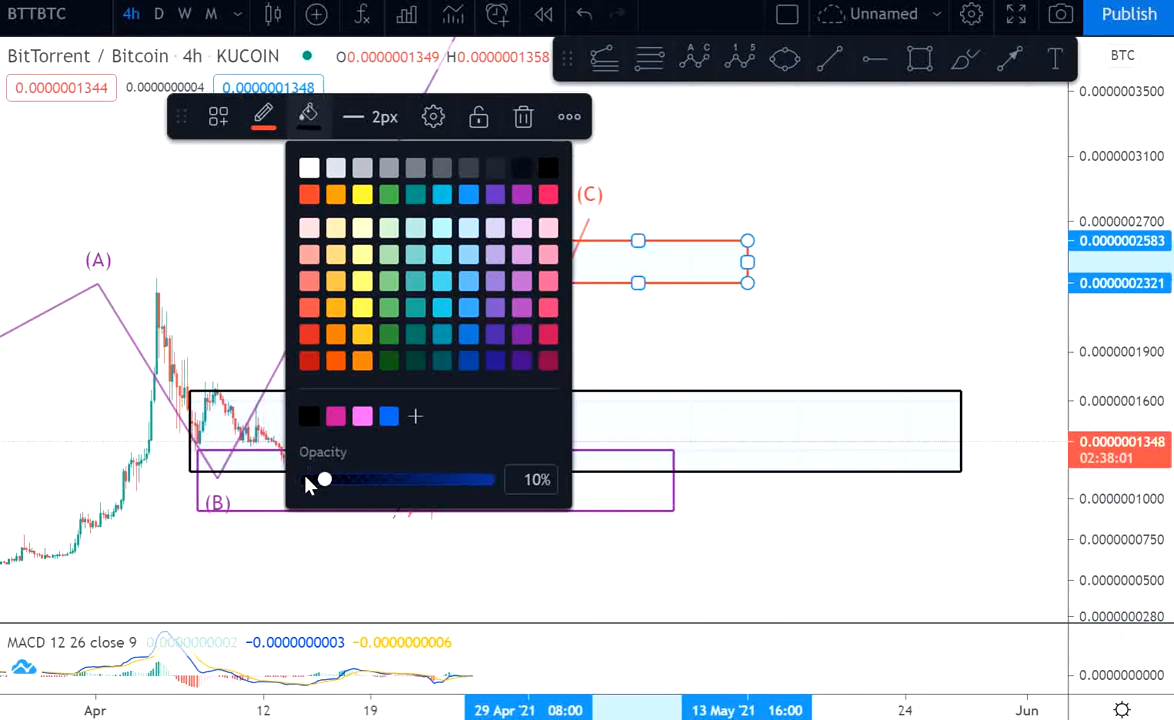 BTTBTC 4h D W M Unnamed Publish
BitTorrent / Bitcoin · 4h · KUCOIN O0.0000001349 H0.0000001358 BTC
0.0000001344 0.0000000004 0.0000001348
2px
0.0000003500
0.0000003100
0.0000002700
0.0000002583
0.0000002321
0.0000001900
0.0000001600
0.0000001348
02:38:01
0.0000001000
0.0000000750
0.0000000500
0.0000000280
0.0000000000
(C)
(A)
(B)
Opacity
10%
MACD 12 26 close 9 0.0000000002 −0.0000000003 −0.0000000006
Apr 12 19 29 Apr '21 08:00 13 May '21 16:00 24 Jun